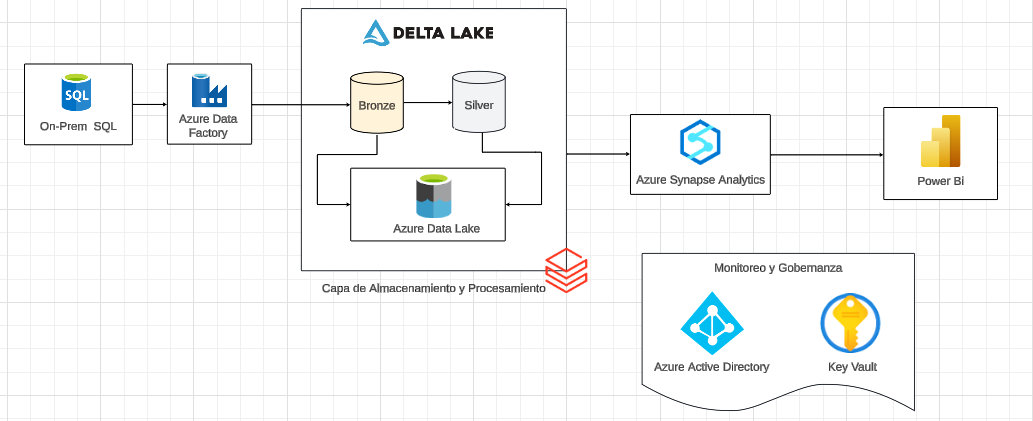 DELTA LAKE
SQL
On-Prem SQL
Azure Data
Factory
Bronze
Silver
Azure Data Lake
Capa de Almacenamiento y Procesamiento
Azure Synapse Analytics
Power Bi
Monitoreo y Gobernanza
Azure Active Directory
Key Vault